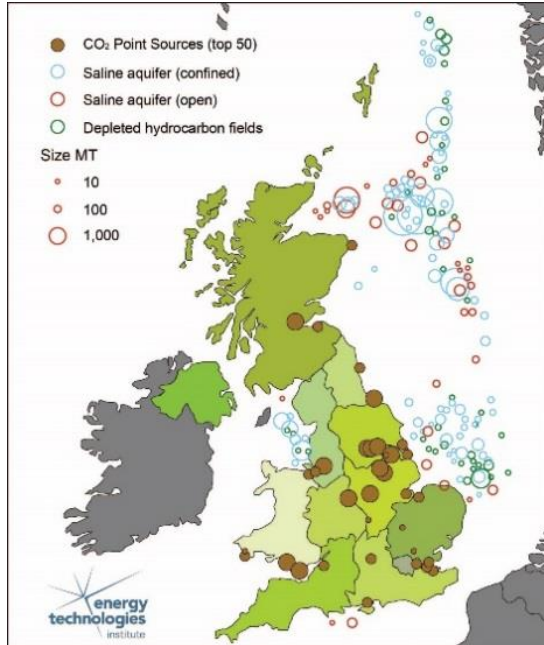 CO₂ Point Sources (top 50)
Saline aquifer (confined)
Saline aquifer (open)
Depleted hydrocarbon fields
Size MT
10
100
1,000
energy
technologies
institute